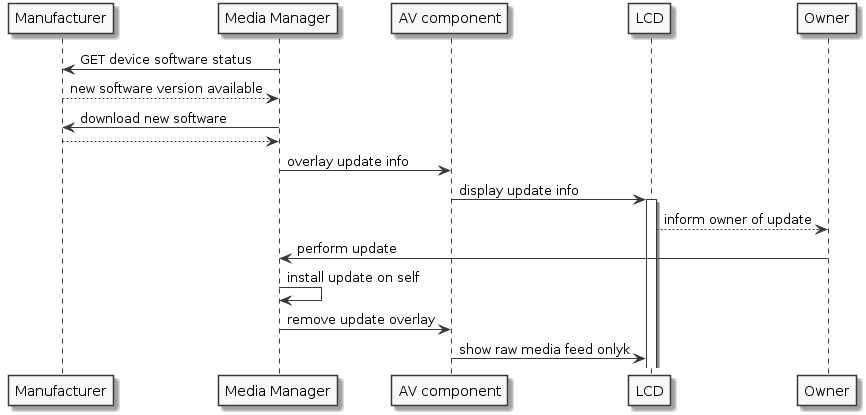 Manufacturer
Media Manager
AV component
LCD
Owner
GET device software status
new software version available
download new software
overlay update info
display update info
inform owner of update
perform update
install update on self
remove update overlay
show raw media feed onlyk
Manufacturer
Media Manager
AV component
LCD
Owner